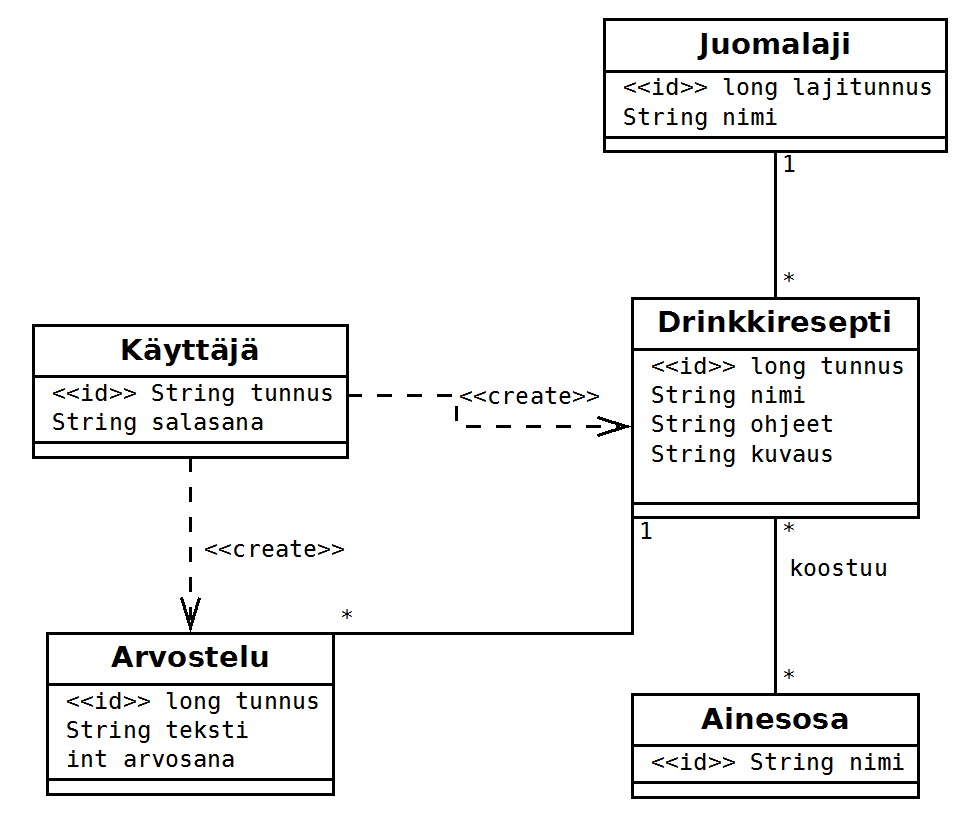 Juomalaji
<<id>> long lajitunnus
String nimi
1
*
Drinkkiresepti
<<id>> long tunnus
String nimi
String ohjeet
String kuvaus
Käyttäjä
<<id>> String tunnus
String salasana
<<create>>
<<create>>
1
*
koostuu
*
*
Arvostelu
<<id>> long tunnus
String teksti
int arvosana
Ainesosa
<<id>> String nimi